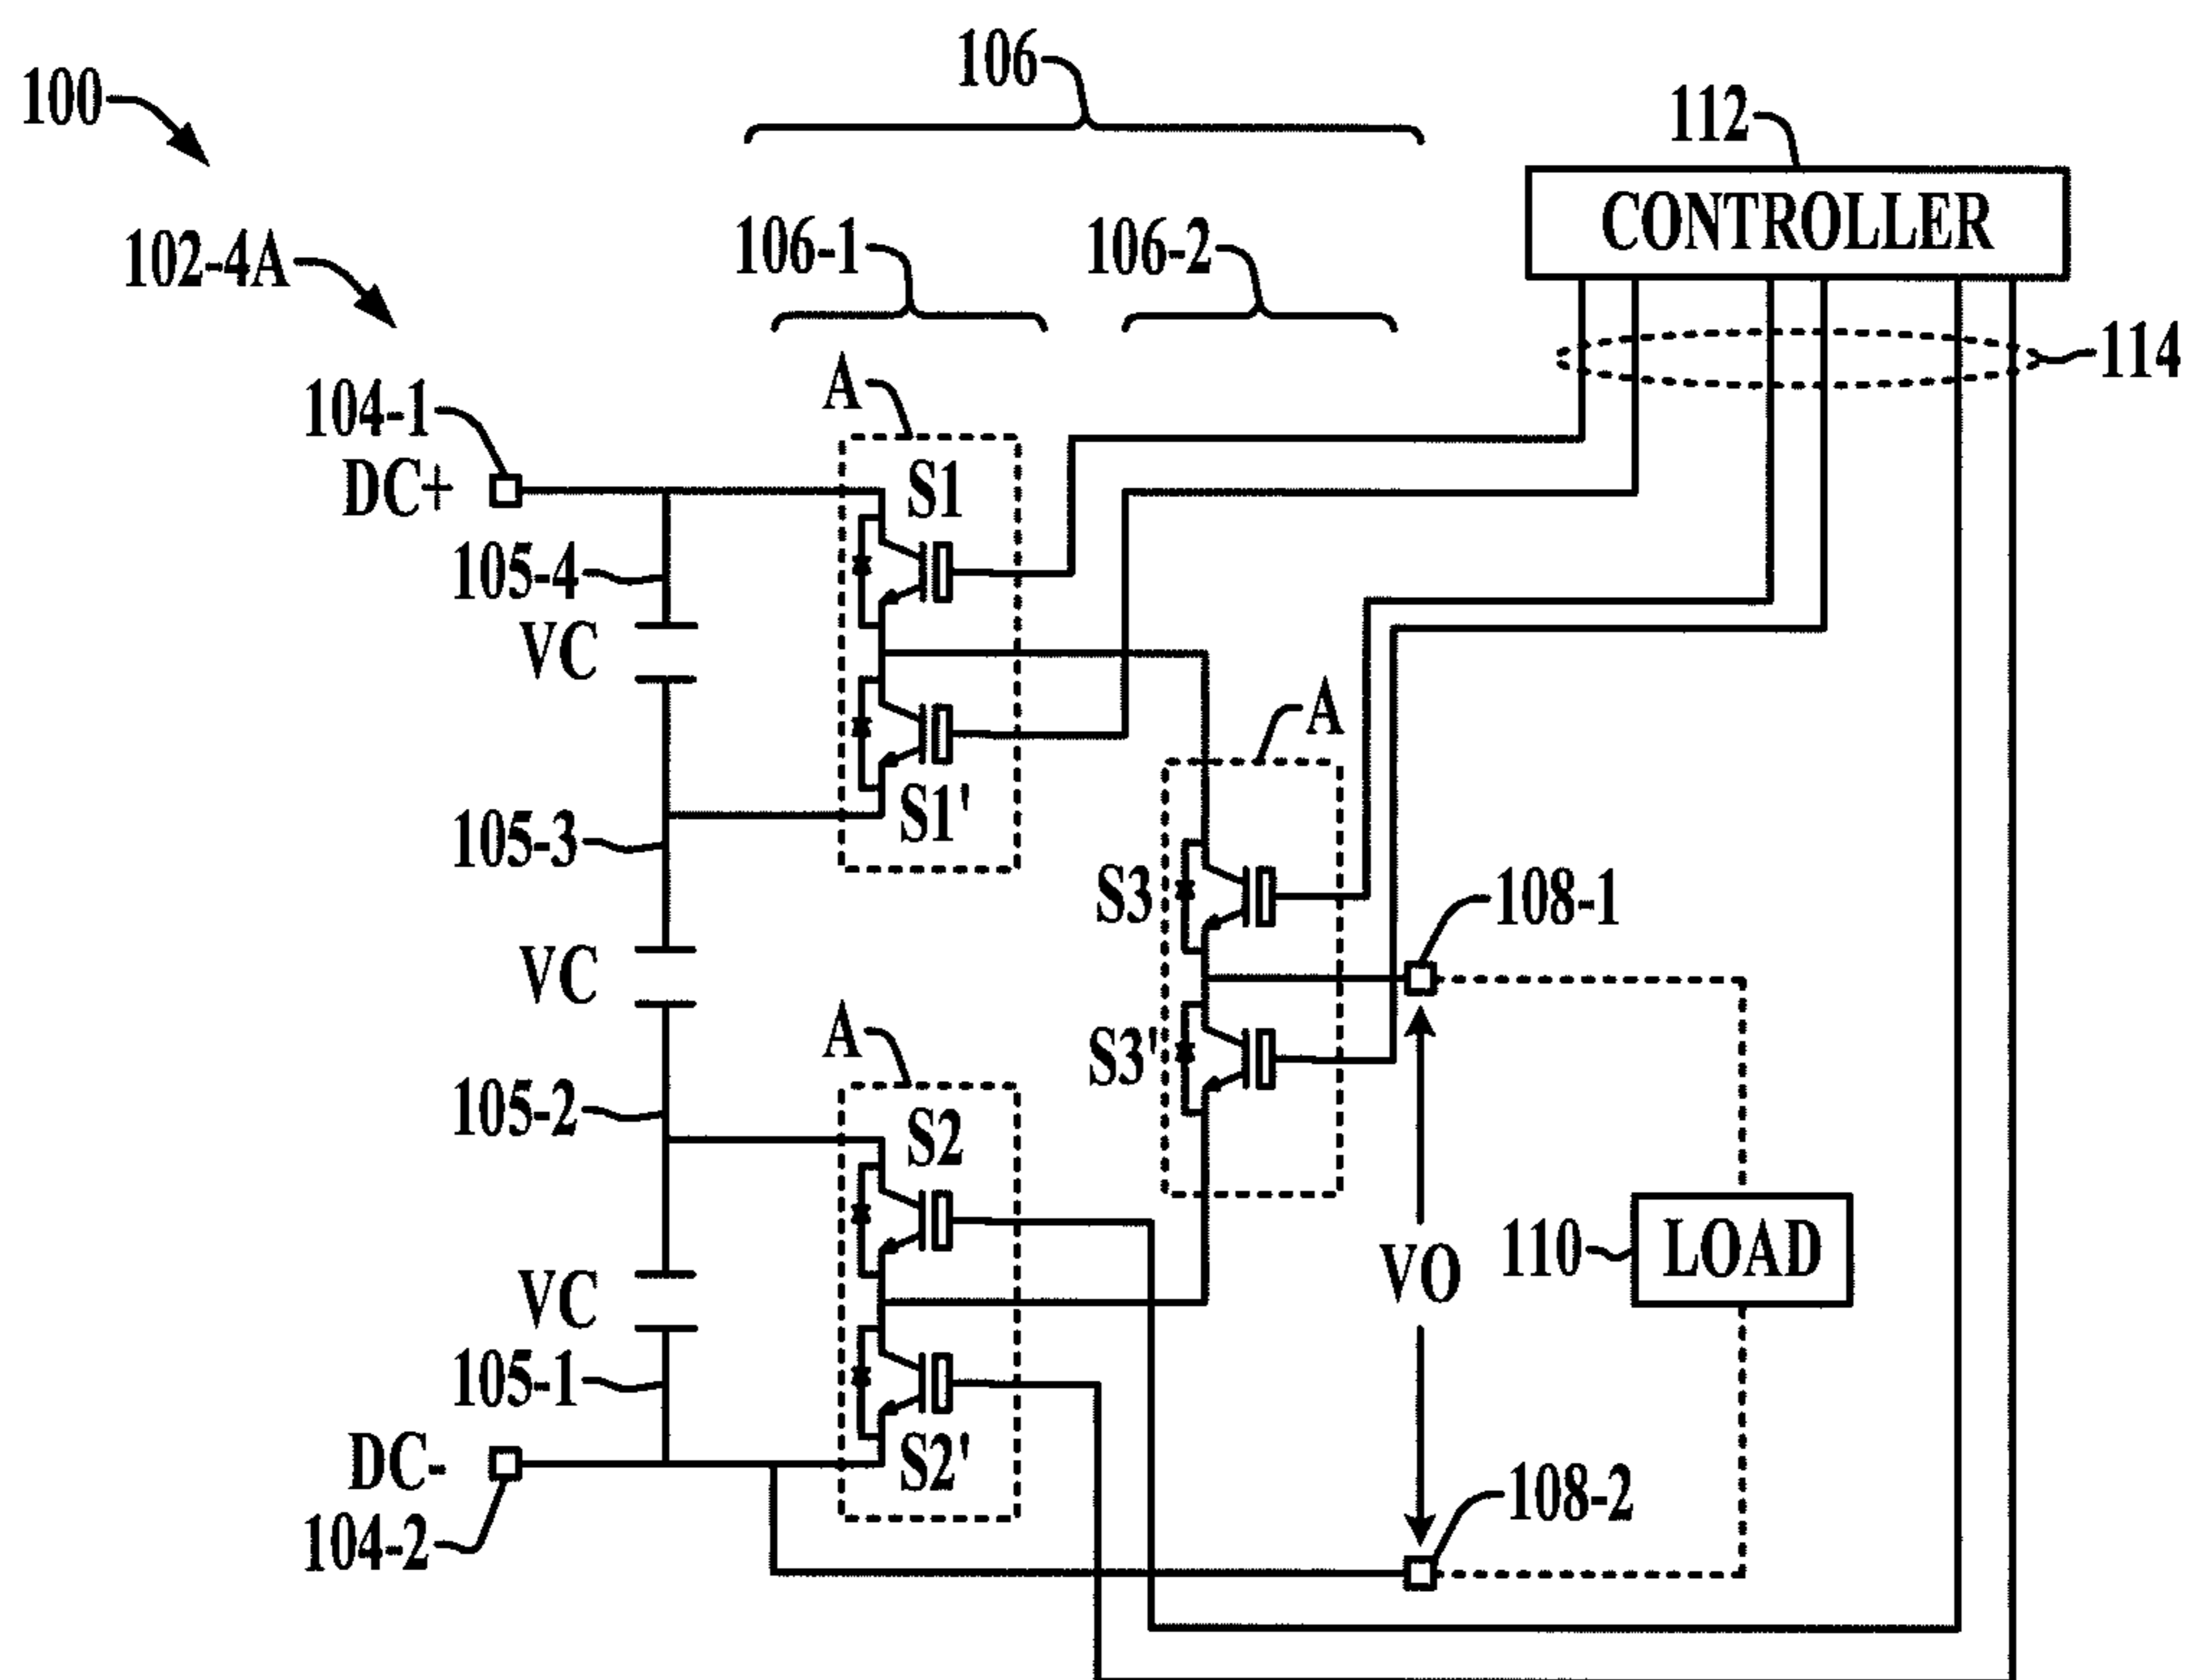 106
100
112
CONTROLLER
102-4A
106-1
106-2
114
A
104-1
DC+
S1
105-4
VC
A
S1'
105-3
S3
108-1
VC
A
S3'
105-2
S2
VO
110
LOAD
VC
105-1
DC-
S2'
108-2
104-2